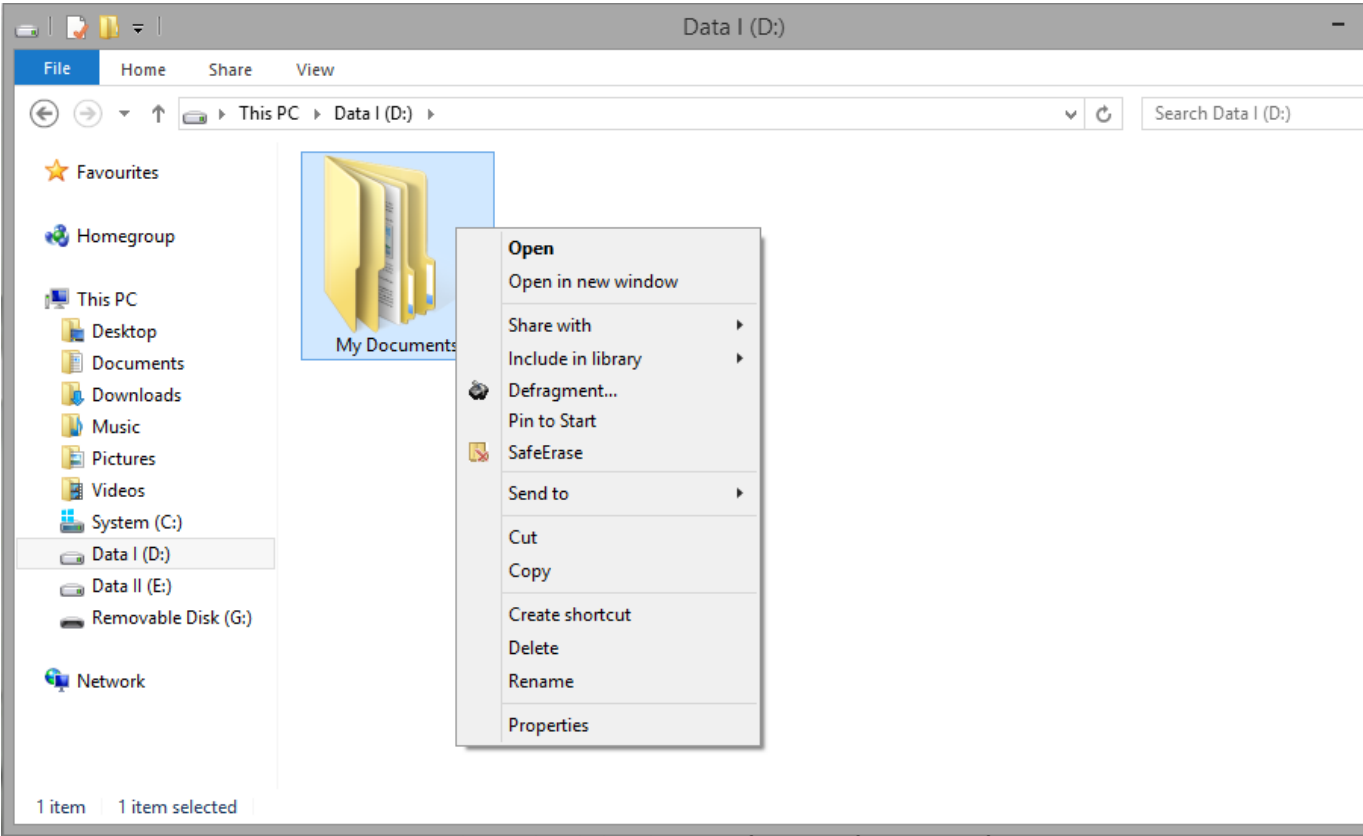 Data I (D:)
File Home Share View
This PC Data I (D:) Search Data I (D:)
Favourites
Homegroup
This PC
Desktop
Documents
Downloads
Music
Pictures
Videos
System (C:)
Data I (D:)
Data II (E:)
Removable Disk (G:)
Network
My Documents
Open
Open in new window
Share with
Include in library
Defragment...
Pin to Start
SafeErase
Send to
Cut
Copy
Create shortcut
Delete
Rename
Properties
1 item 1 item selected